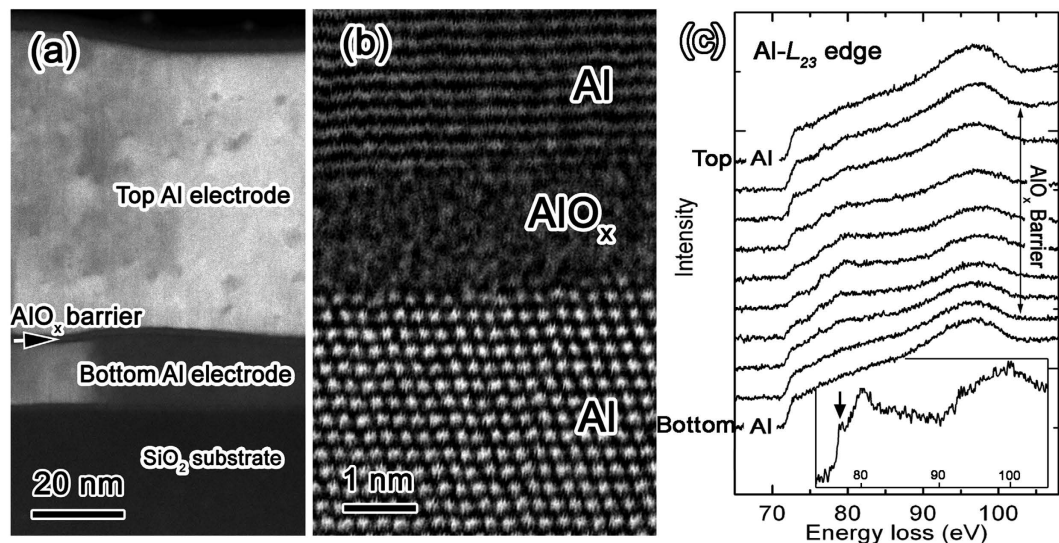 (a)
Top Al electrode
AlOx barrier
Bottom Al electrode
SiO2 substrate
20 nm
(b)
Al
AlOx
Al
1 nm
(c)
Al-L23 edge
Top Al
Intensity
AlOx Barrier
Bottom Al
80 90 100
70 80 90 100
Energy loss (eV)